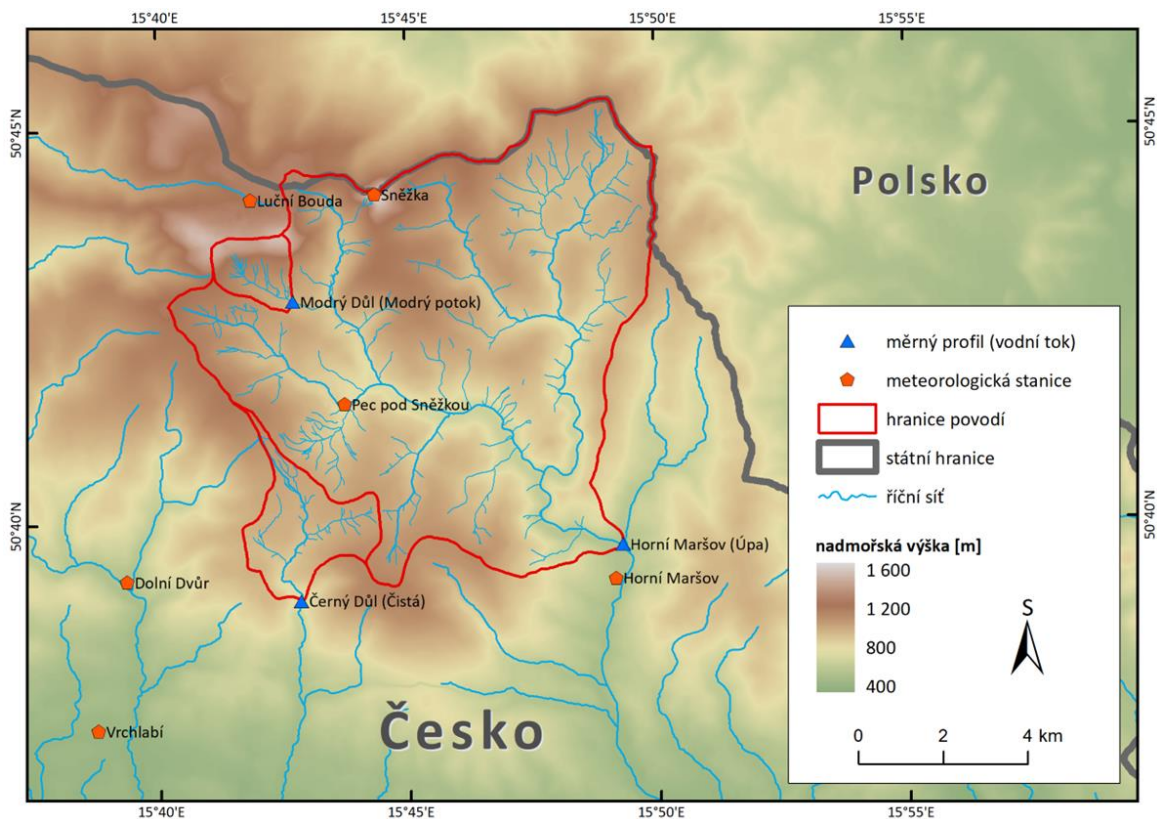 15°40'E 15°45'E 15°50'E 15°55'E
50°45'N 50°45'N
Polsko
Luční Bouda
Sněžka
Modrý Důl (Modrý potok)
Pec pod Sněžkou
50°40'N 50°40'N
Horní Maršov (Úpa)
Horní Maršov
Dolní Dvůr
Černý Důl (Čistá)
Česko
Vrchlabí
měrný profil (vodní tok)
meteorologická stanice
hranice povodí
státní hranice
říční síť
nadmořská výška [m]
1 600
1 200
800
400
S
0 2 4 km
15°40'E 15°45'E 15°50'E 15°55'E